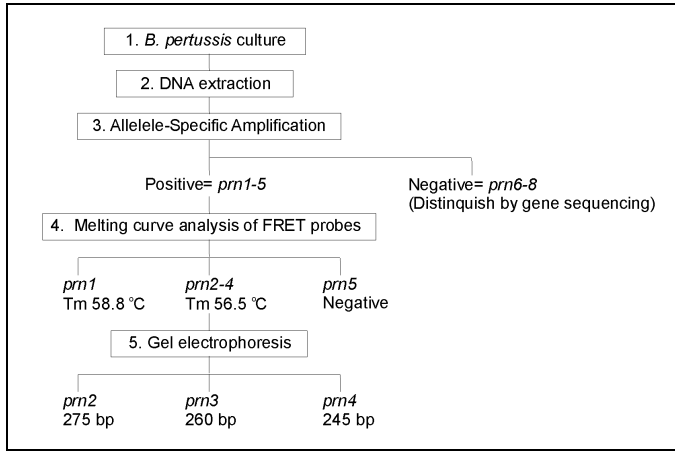 1. B. pertussis culture
2. DNA extraction
3. Allele-Specific Amplification
Positive= prn1-5
Negative= prn6-8
(Distinquish by gene sequencing)
4. Melting curve analysis of FRET probes
prn1
Tm 58.8 °C
prn2-4
Tm 56.5 °C
prn5
Negative
5. Gel electrophoresis
prn2
275 bp
prn3
260 bp
prn4
245 bp